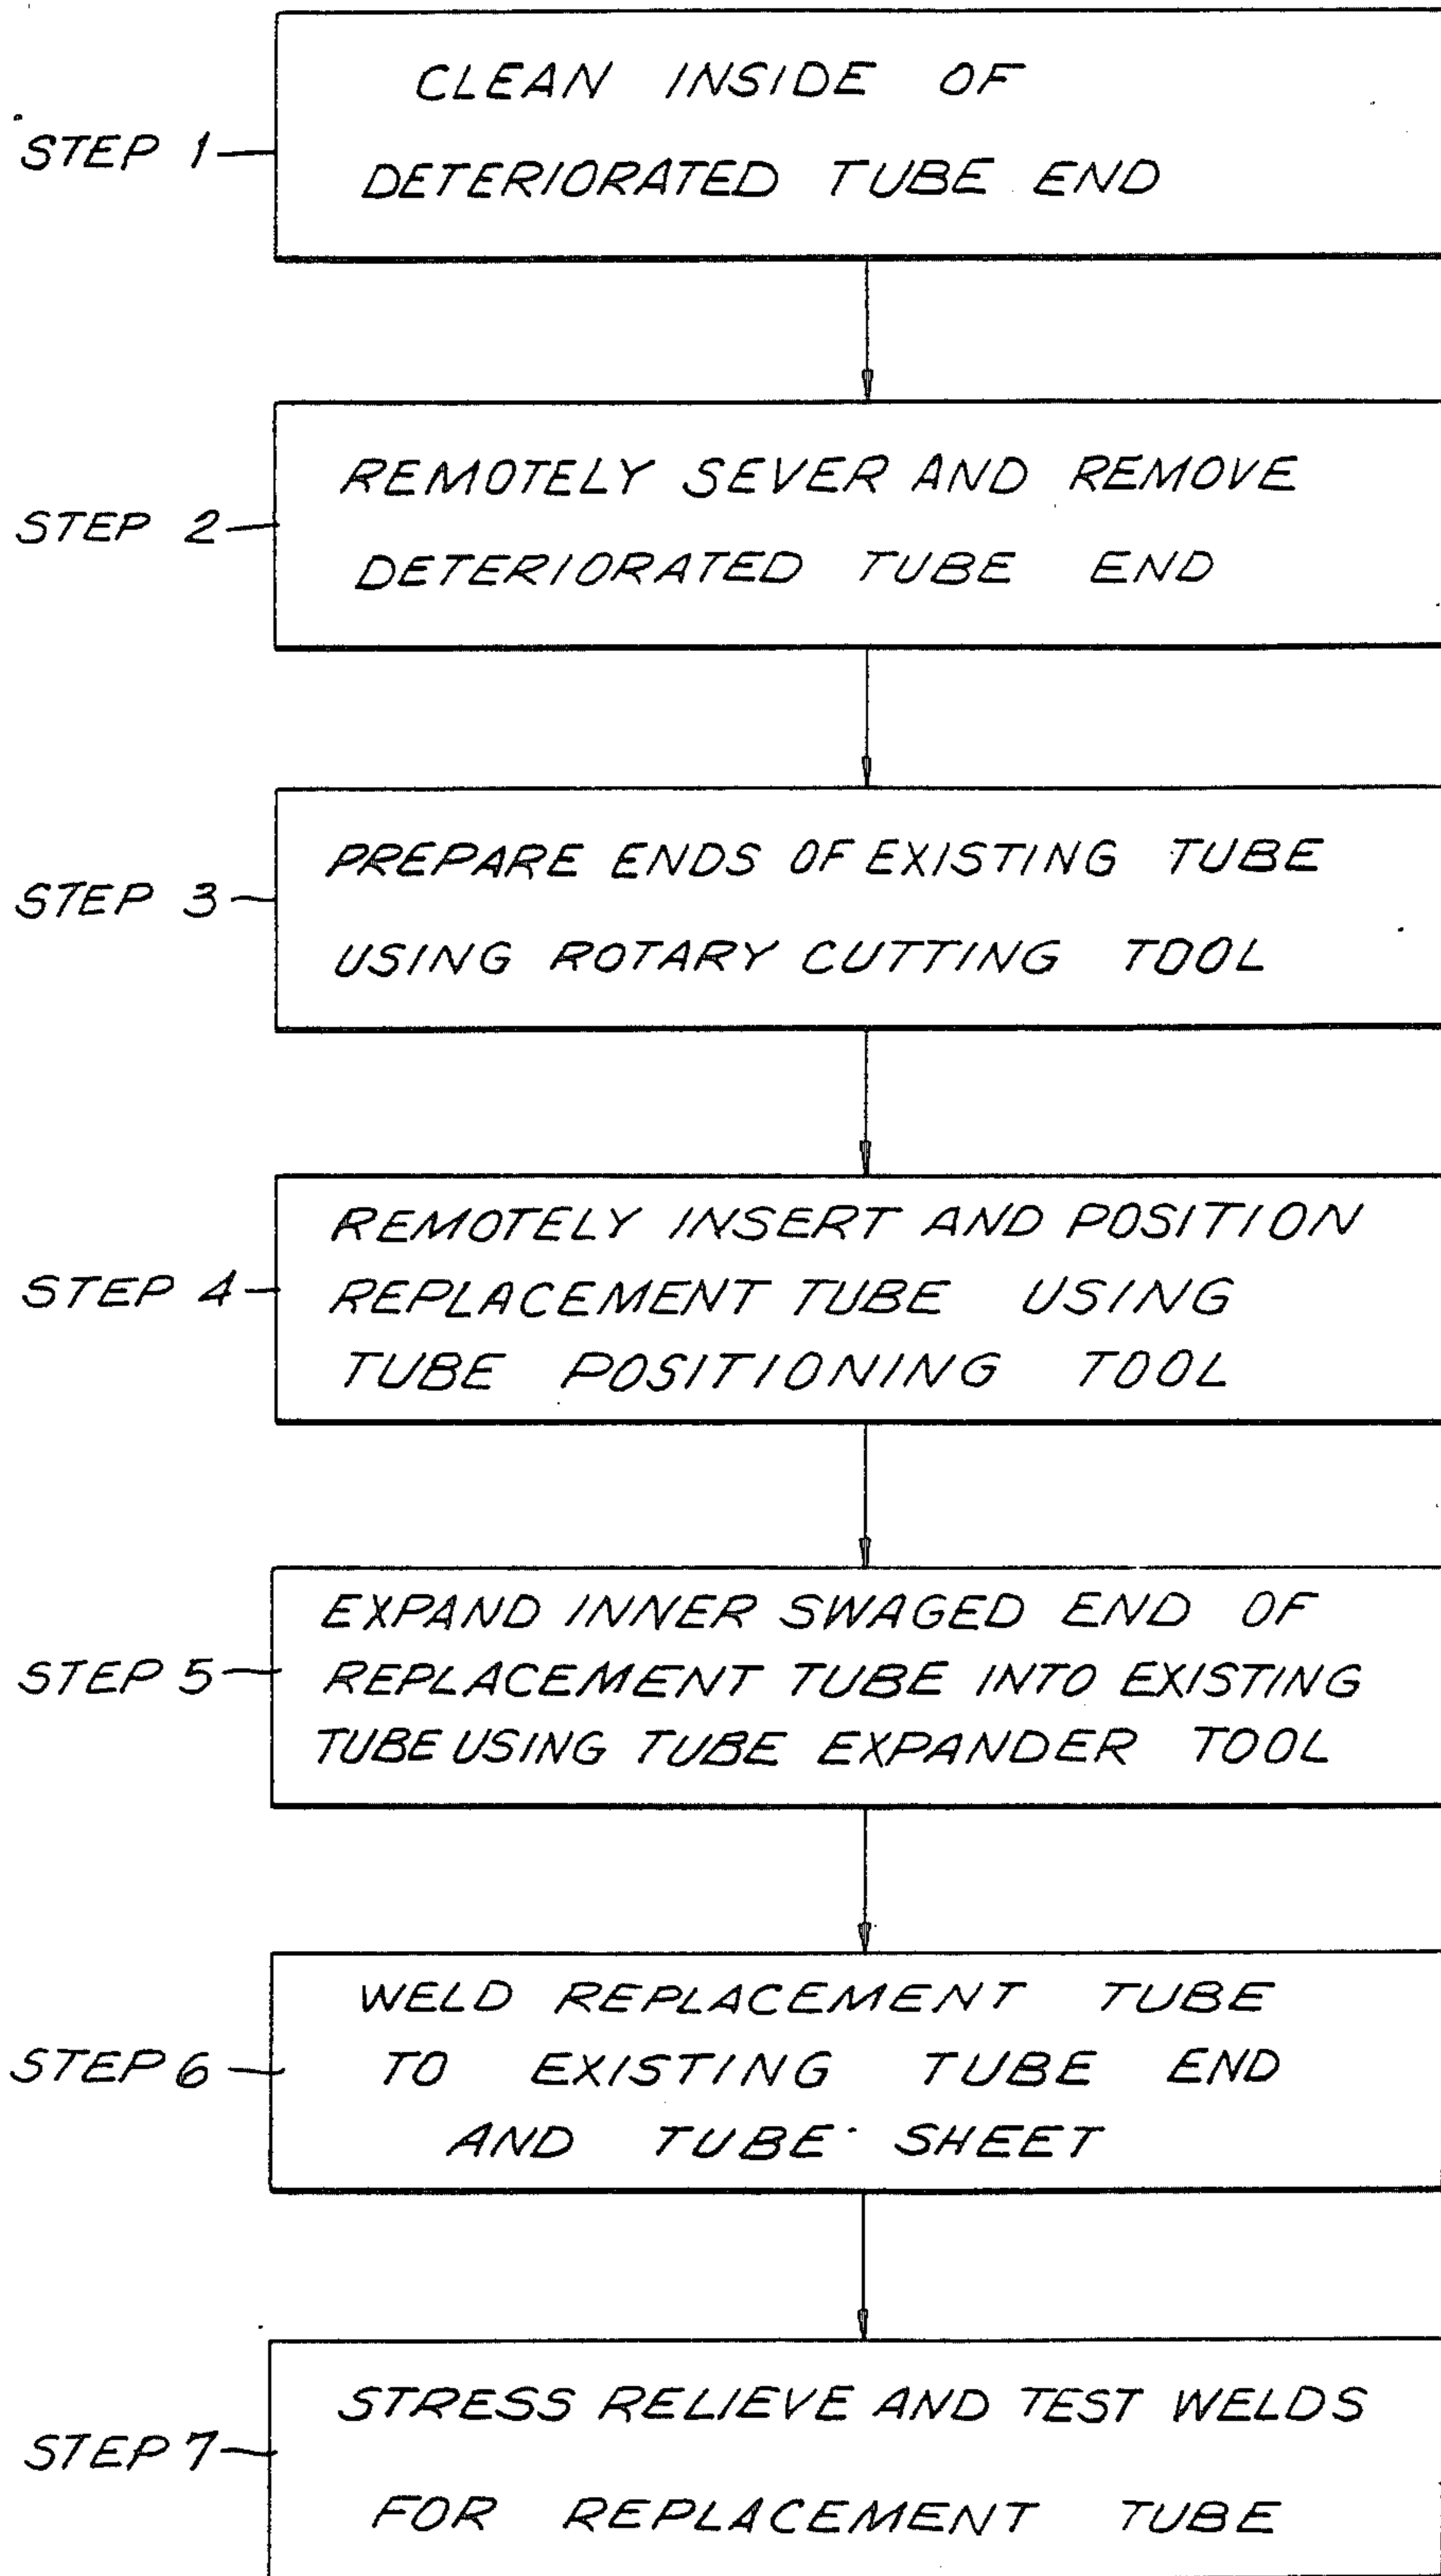 CLEAN INSIDE OF
STEP 1
DETERIORATED TUBE END
REMOTELY SEVER AND REMOVE
STEP 2
DETERIORATED TUBE END
PREPARE ENDS OF EXISTING TUBE
STEP 3
USING ROTARY CUTTING TOOL
REMOTELY INSERT AND POSITION
STEP 4
REPLACEMENT TUBE USING
TUBE POSITIONING TOOL
EXPAND INNER SWAGED END OF
STEP 5
REPLACEMENT TUBE INTO EXISTING
TUBE USING TUBE EXPANDER TOOL
WELD REPLACEMENT TUBE
STEP 6
TO EXISTING TUBE END
AND TUBE SHEET
STRESS RELIEVE AND TEST WELDS
STEP 7
FOR REPLACEMENT TUBE